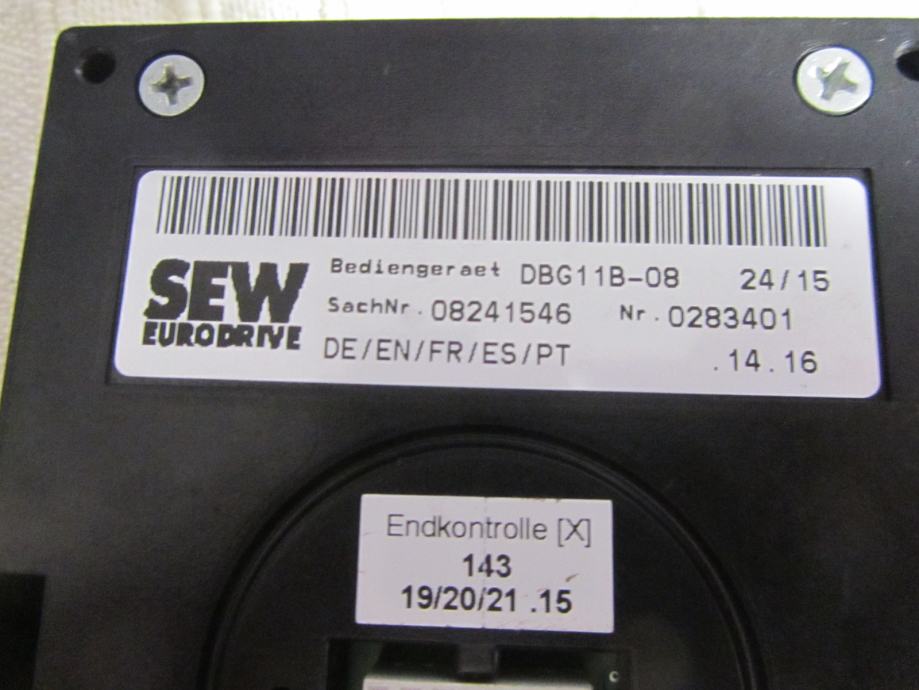 SEW
EURODRIVE
Bediengeraet DBG11B-08 24/15
SachNr. 08241546 Nr. 0283401
DE/EN/FR/ES/PT .14.16
Endkontrolle [X]
143
19/20/21 .15
c